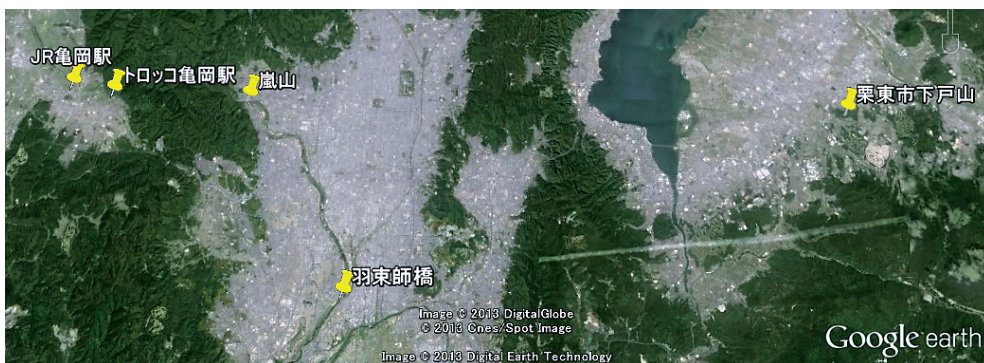 JR亀岡駅
トロッコ亀岡駅
嵐山
栗東市下戸山
羽束師橋
Image © 2013 DigitalGlobe
© 2013 Cnes/Spot Image
Image © 2013 Digital Earth Technology
Google earth